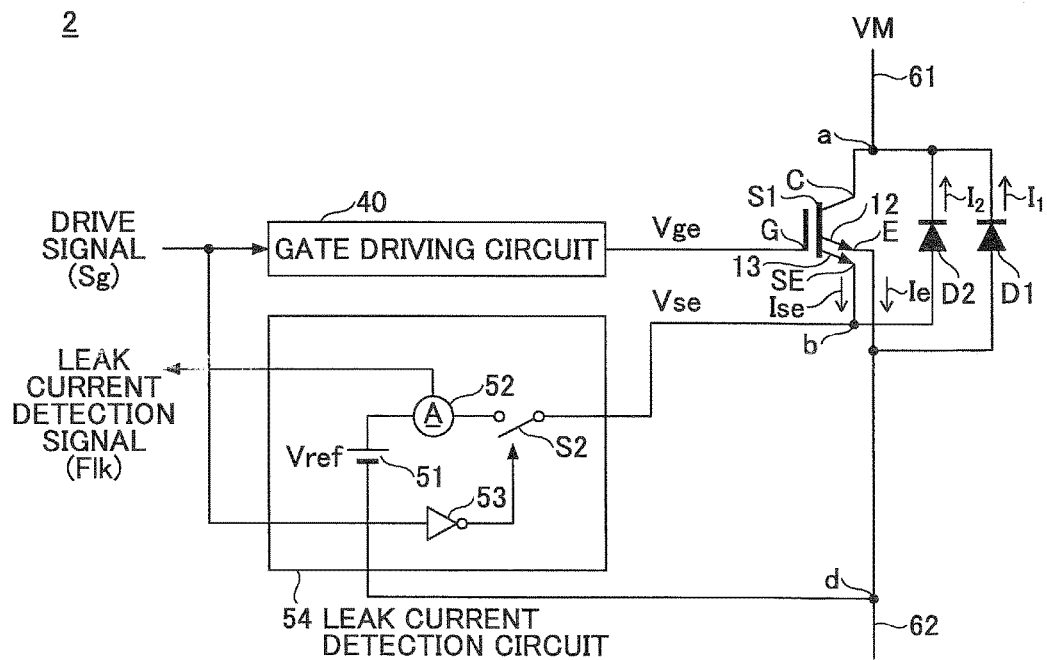 2
VM
61
a
C
S1
12
I2
I1
40
DRIVE
SIGNAL
(Sg)
GATE DRIVING CIRCUIT
Vge
G
E
13
SE
Ise
Ie
D2
D1
Vse
b
LEAK
CURRENT
DETECTION
SIGNAL
(Flk)
52
A
S2
Vref
51
53
d
54 LEAK CURRENT
DETECTION CIRCUIT
62